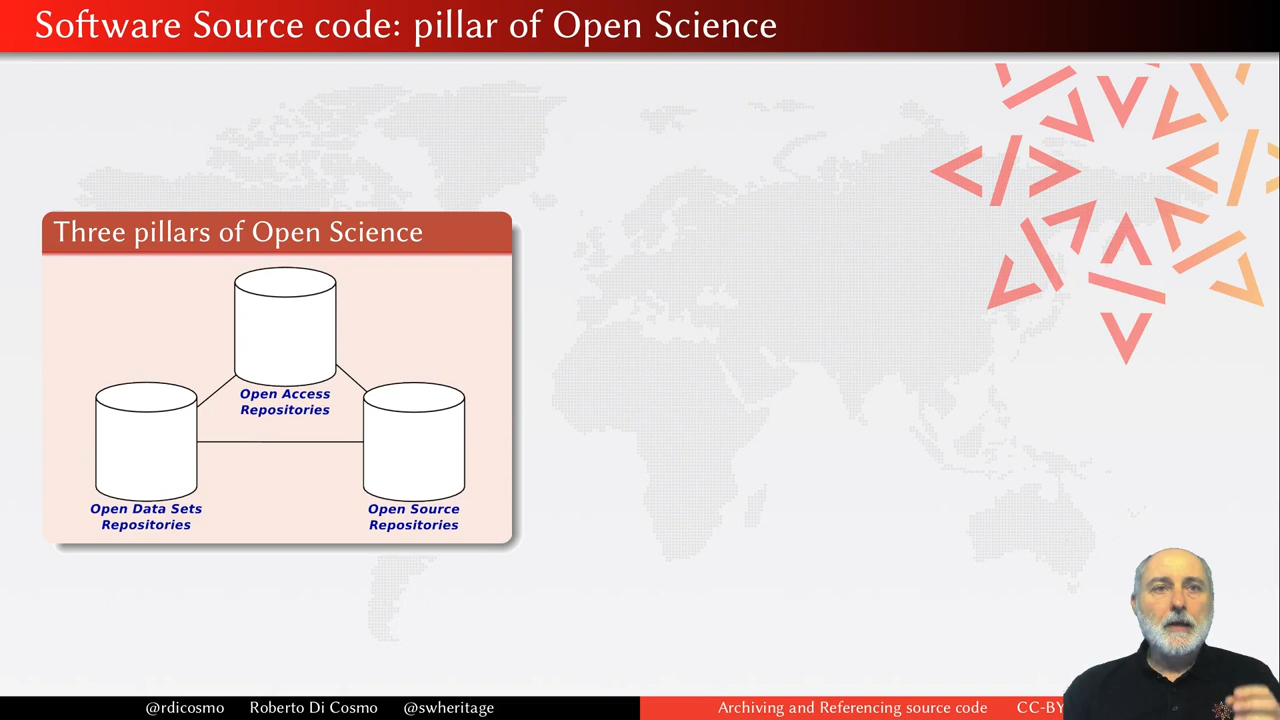 Software Source code: pillar of Open Science
Three pillars of Open Science
Open Access
Repositories
Open Data Sets
Repositories
Open Source
Repositories
@rdicosmo Roberto Di Cosmo @swheritage
Archiving and Referencing source code CC-BY